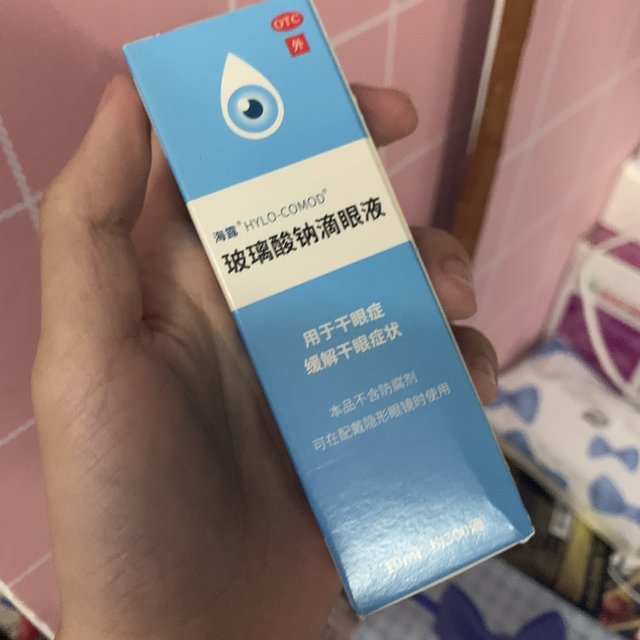 OTC
外
海露® HYLO-COMOD®
玻璃酸钠滴眼液
用于干眼症
缓解干眼症状
本品不含防腐剂
可在配戴隐形眼镜时使用